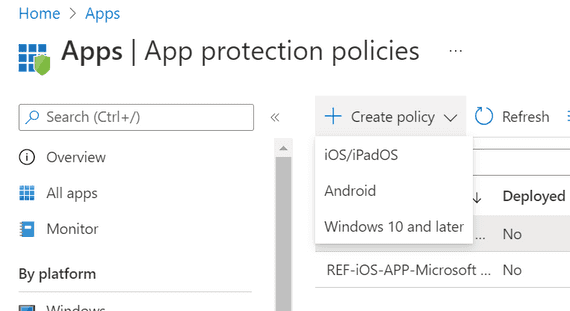 Home > Apps
Apps | App protection policies ...
Search (Ctrl+/) «
+ Create policy Refresh
Overview
All apps
Monitor
By platform
Windows
iOS/iPadOS
Android
Windows 10 and later
↓ Deployed
... No
REF-iOS-APP-Microsoft ... No